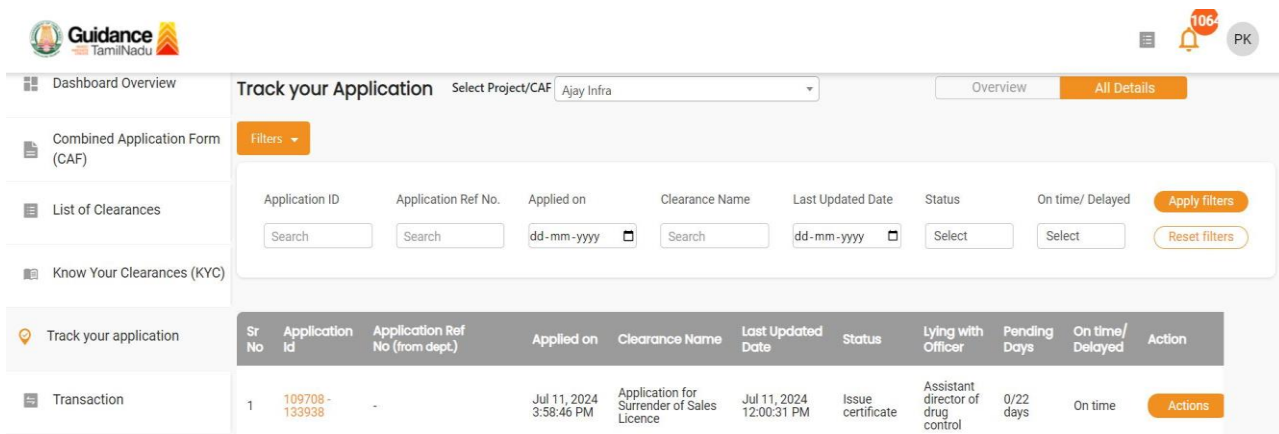 Guidance
TamilNadu
1064
PK
Dashboard Overview
Track your Application
Select Project/CAF
Ajay Infra
Overview
All Details
Combined Application Form
(CAF)
Filters
List of Clearances
Application ID
Application Ref No.
Applied on
Clearance Name
Last Updated Date
Status
On time/ Delayed
Apply filters
Search
Search
dd-mm-yyyy
Search
dd-mm-yyyy
Select
Select
Reset filters
Know Your Clearances (KYC)
Track your application
Sr
No
Application
Id
Application Ref
No (from dept.)
Applied on
Clearance Name
Last Updated
Date
Status
Lying with
Officer
Pending
Days
On time/
Delayed
Action
Transaction
1
109708 -
133938
-
Jul 11, 2024
3:58:46 PM
Application for
Surrender of Sales
Licence
Jul 11, 2024
12:00:31 PM
Issue
certificate
Assistant
director of
drug
control
0/22
days
On time
Actions